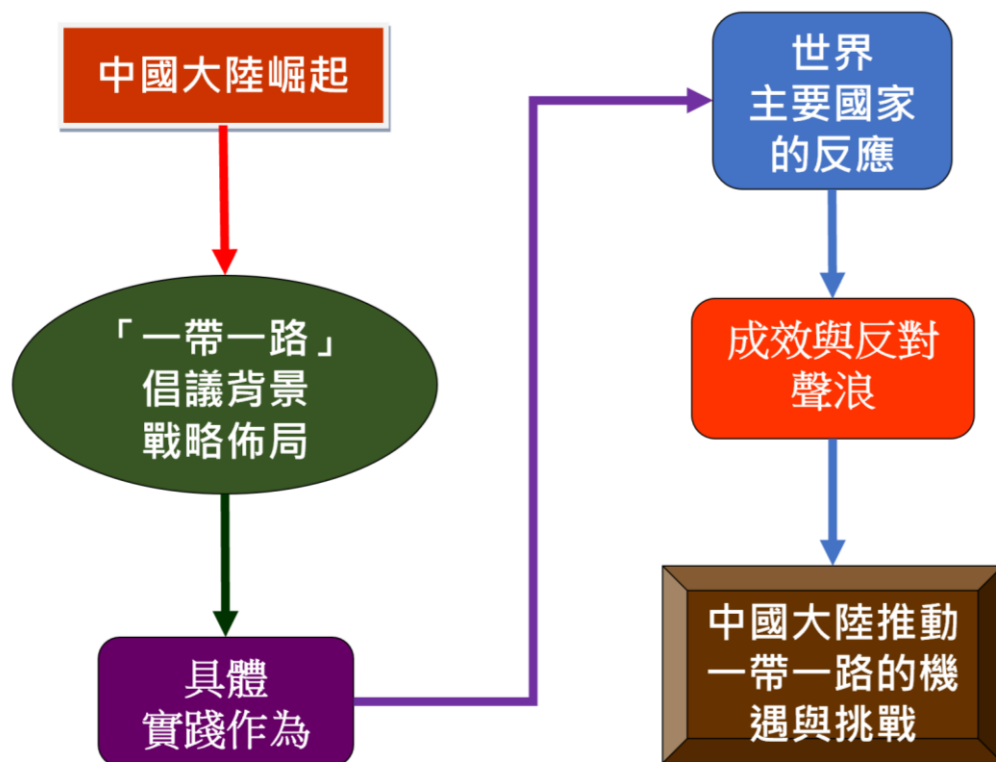 中國大陸崛起
「一帶一路」
倡議背景
戰略佈局
具體
實踐作為
世界
主要國家
的反應
成效與反對
聲浪
中國大陸推動
一帶一路的機
遇與挑戰